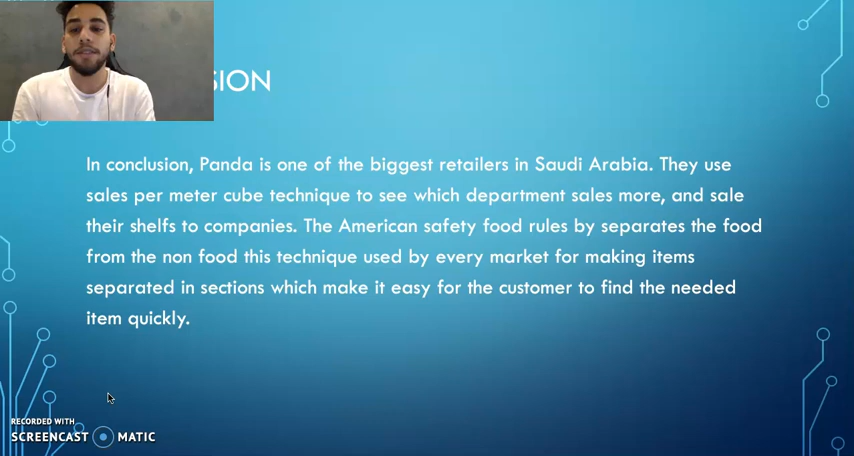 SION
In conclusion, Panda is one of the biggest retailers in Saudi Arabia. They use
sales per meter cube technique to see which department sales more, and sale
their shelfs to companies. The American safety food rules by separates the food
from the non food this technique used by every market for making items
separated in sections which make it easy for the customer to find the needed
item quickly.
RECORDED WITH
SCREENCAST MATIC